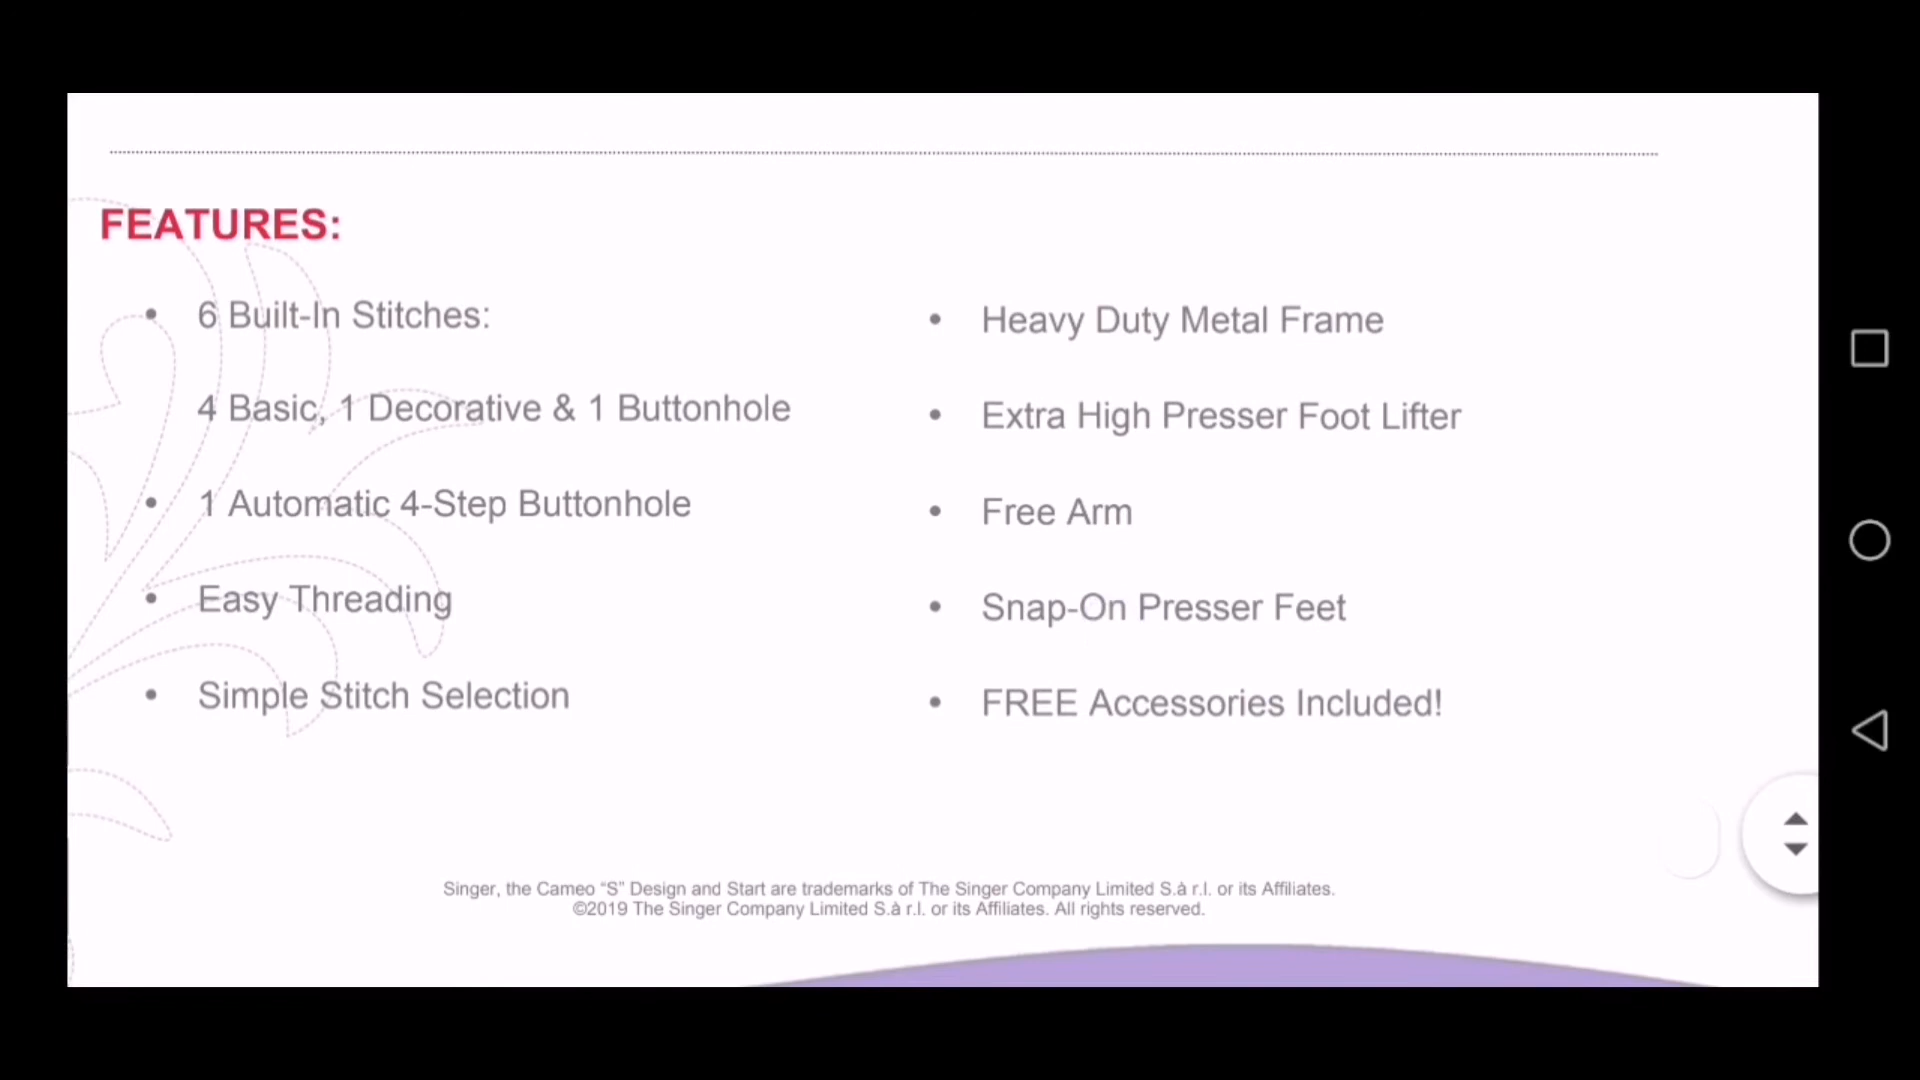 FEATURES:
• 6 Built-In Stitches:
4 Basic, 1 Decorative & 1 Buttonhole
• 1 Automatic 4-Step Buttonhole
• Easy Threading
• Simple Stitch Selection
• Heavy Duty Metal Frame
• Extra High Presser Foot Lifter
• Free Arm
• Snap-On Presser Feet
• FREE Accessories Included!
Singer, the Cameo “S” Design and Start are trademarks of The Singer Company Limited S.à r.l. or its Affiliates.
©2019 The Singer Company Limited S.à r.l. or its Affiliates. All rights reserved.